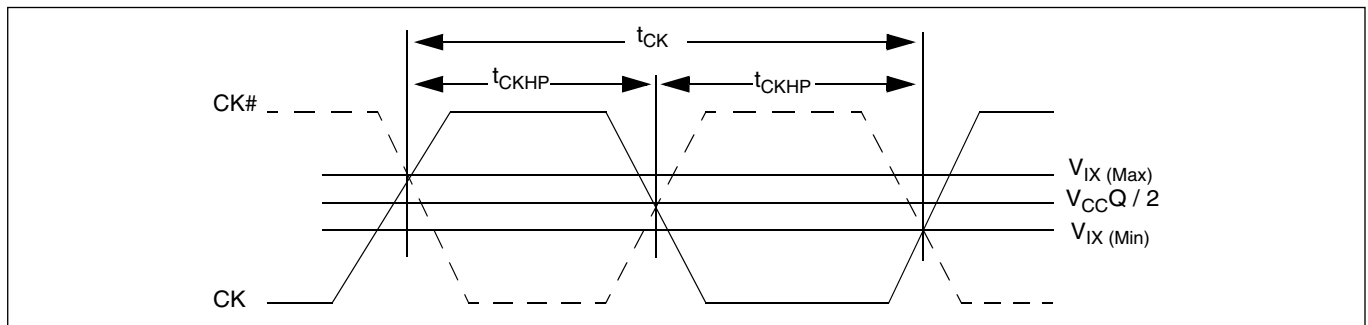 tCK
tCKHP tCKHP
CK#
VIX (Max)
VCCQ / 2
VIX (Min)
CK